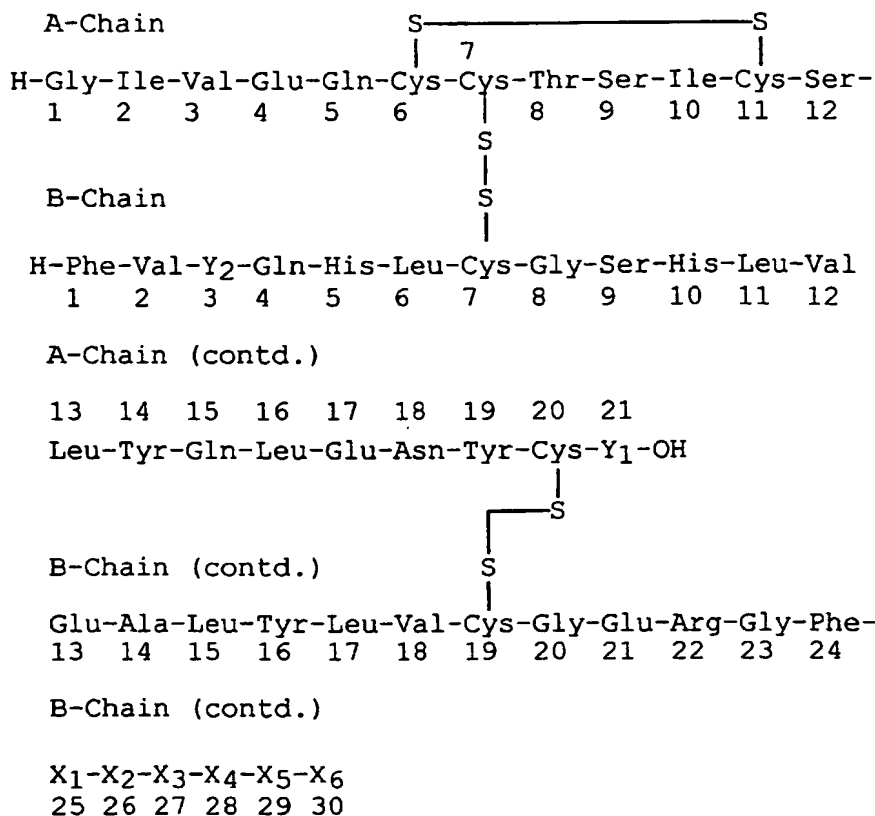 A-Chain
S S
7
H-Gly-Ile-Val-Glu-Gln-Cys-Cys-Thr-Ser-Ile-Cys-Ser-
1 2 3 4 5 6 8 9 10 11 12
S
S
B-Chain
H-Phe-Val-Y2-Gln-His-Leu-Cys-Gly-Ser-His-Leu-Val
1 2 3 4 5 6 7 8 9 10 11 12
A-Chain (contd.)
13 14 15 16 17 18 19 20 21
Leu-Tyr-Gln-Leu-Glu-Asn-Tyr-Cys-Y1-OH
S
S
B-Chain (contd.)
Glu-Ala-Leu-Tyr-Leu-Val-Cys-Gly-Glu-Arg-Gly-Phe-
13 14 15 16 17 18 19 20 21 22 23 24
B-Chain (contd.)
X1-X2-X3-X4-X5-X6
25 26 27 28 29 30